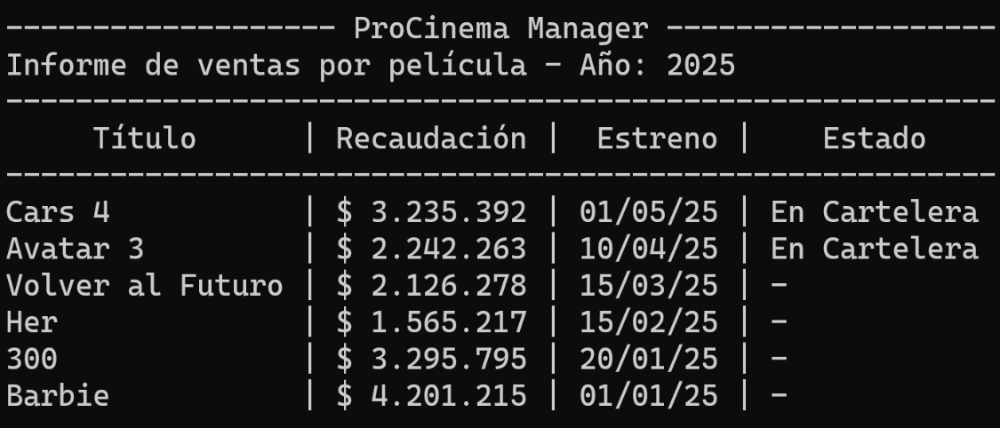 ------------------- ProCinema Manager -------------------
Informe de ventas por película - Año: 2025
---------------------------------------------------------
     Título      | Recaudación |  Estreno |    Estado
---------------------------------------------------------
Cars 4           | $ 3.235.392 | 01/05/25 | En Cartelera
Avatar 3         | $ 2.242.263 | 10/04/25 | En Cartelera
Volver al Futuro | $ 2.126.278 | 15/03/25 | -
Her              | $ 1.565.217 | 15/02/25 | -
300              | $ 3.295.795 | 20/01/25 | -
Barbie           | $ 4.201.215 | 01/01/25 | -